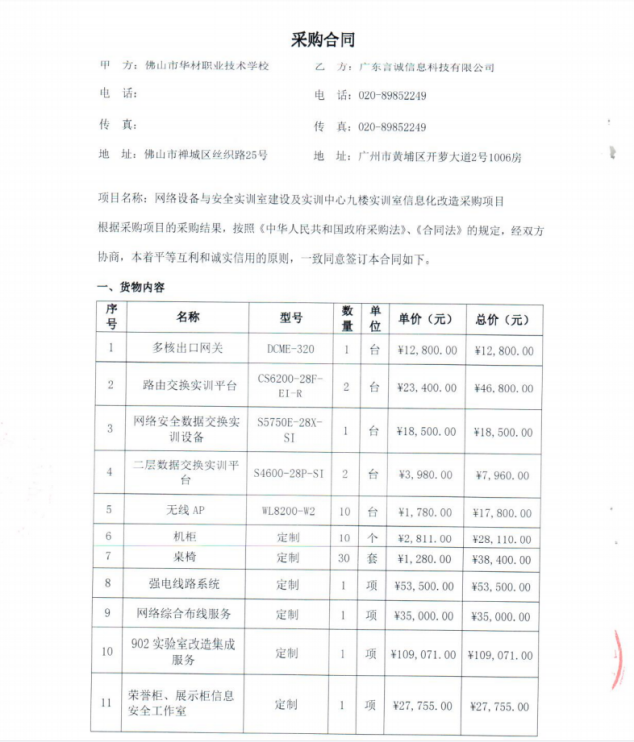 采购合同
甲 方：佛山市华材职业技术学校 乙 方：广东言诚信息科技有限公司
电 话： 电 话：020-89852249
传 真： 传 真：020-89852249
地 址：佛山市禅城区丝织路25号 地 址：广州市黄埔区开萝大道2号1006房
项目名称：网络设备与安全实训室建设及实训中心九楼实训室信息化改造采购项目
根据采购项目的采购结果，按照《中华人民共和国政府采购法》、《合同法》的规定，经双方
协商，本着平等互利和诚实信用的原则，一致同意签订本合同如下。
一、货物内容
序号 名称 型号 数量 单位 单价（元） 总价（元）
1 多核出口网关 DCME-320 1 台 ¥12,800.00 ¥12,800.00
2 路由交换实训平台 CS6200-28F-EI-R 2 台 ¥23,400.00 ¥46,800.00
3 网络安全数据交换实训设备 S5750E-28X-SI 1 台 ¥18,500.00 ¥18,500.00
4 二层数据交换实训平台 S4600-28P-SI 2 台 ¥3,980.00 ¥7,960.00
5 无线 AP WL8200-W2 10 台 ¥1,780.00 ¥17,800.00
6 机柜 定制 10 个 ¥2,811.00 ¥28,110.00
7 桌椅 定制 30 套 ¥1,280.00 ¥38,400.00
8 强电线路系统 定制 1 项 ¥53,500.00 ¥53,500.00
9 网络综合布线服务 定制 1 项 ¥35,000.00 ¥35,000.00
10 902 实验室改造集成服务 定制 1 项 ¥109,071.00 ¥109,071.00
11 荣誉柜、展示柜信息安全工作室 定制 1 项 ¥27,755.00 ¥27,755.00